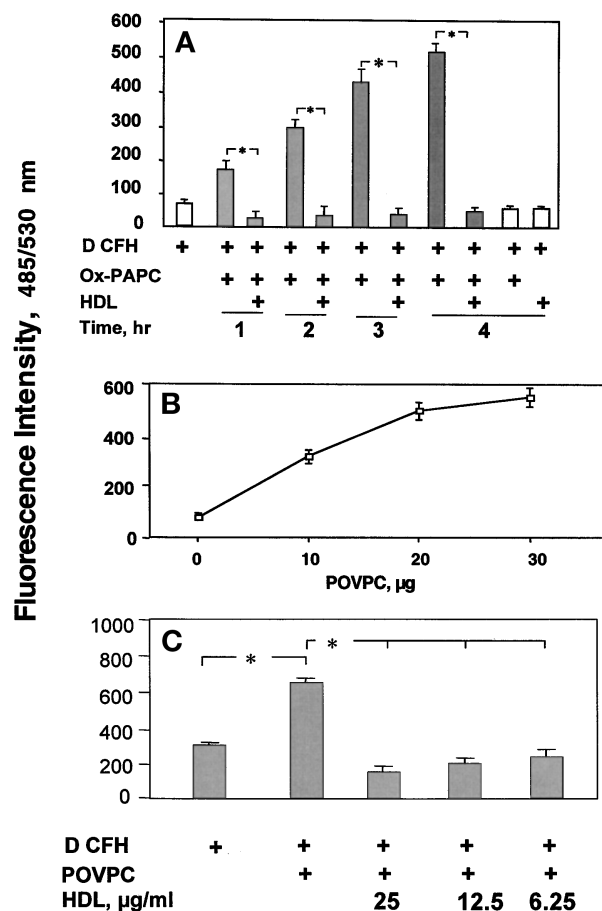 Fluorescence Intensity, 485/530 nm
A
600
500
400
300
200
100
0
* * * *
D CFH + + + + + + + + + + +
Ox-PAPC + + + + + + + + +
HDL + + + + +
Time, hr 1 2 3 4
B
600
400
200
0
0 10 20 30
POVPC, µg
C
1000
800
600
400
200
0
* *
D CFH + + + + +
POVPC + + + +
HDL, µg/ml 25 12.5 6.25